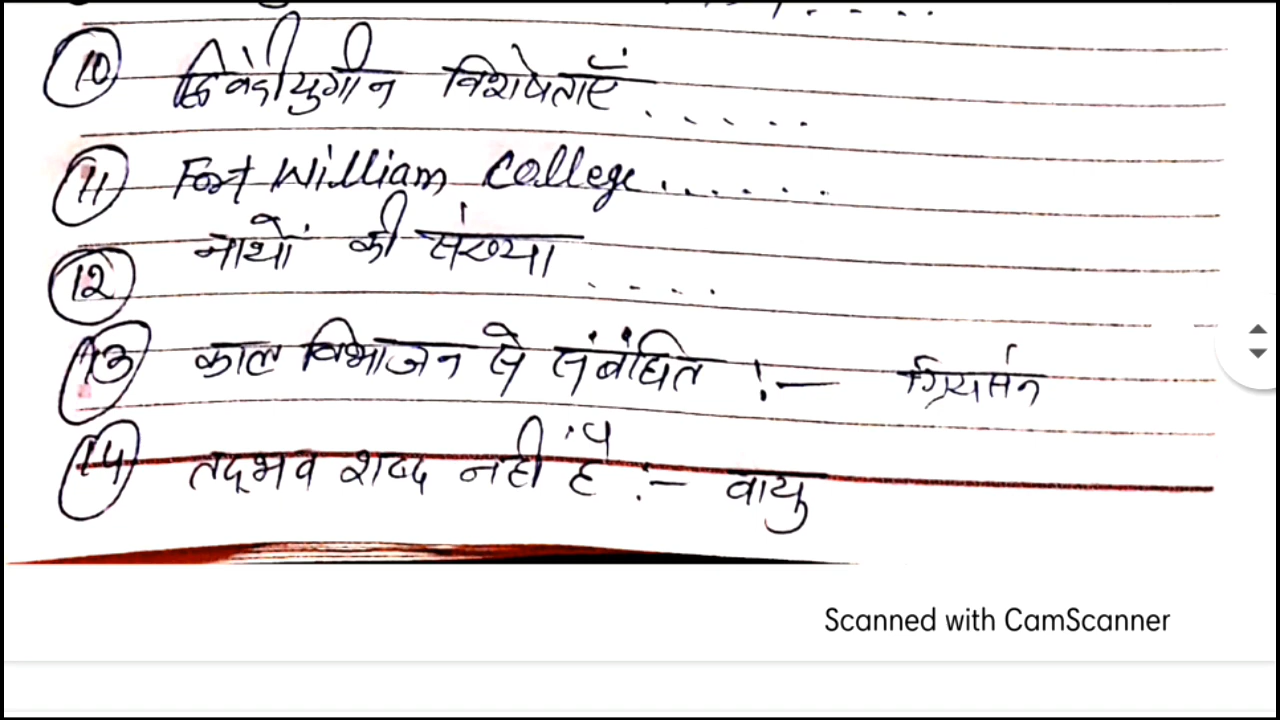 10 द्विवेदीयुगीन विशेषताएँ .....
11 Fort William College......
12 नाथों की संख्या ....
13 काल विभाजन से संबंधित :- ग्रियर्सन
14 तद्भव शब्द नहीं है :- वायु
Scanned with CamScanner